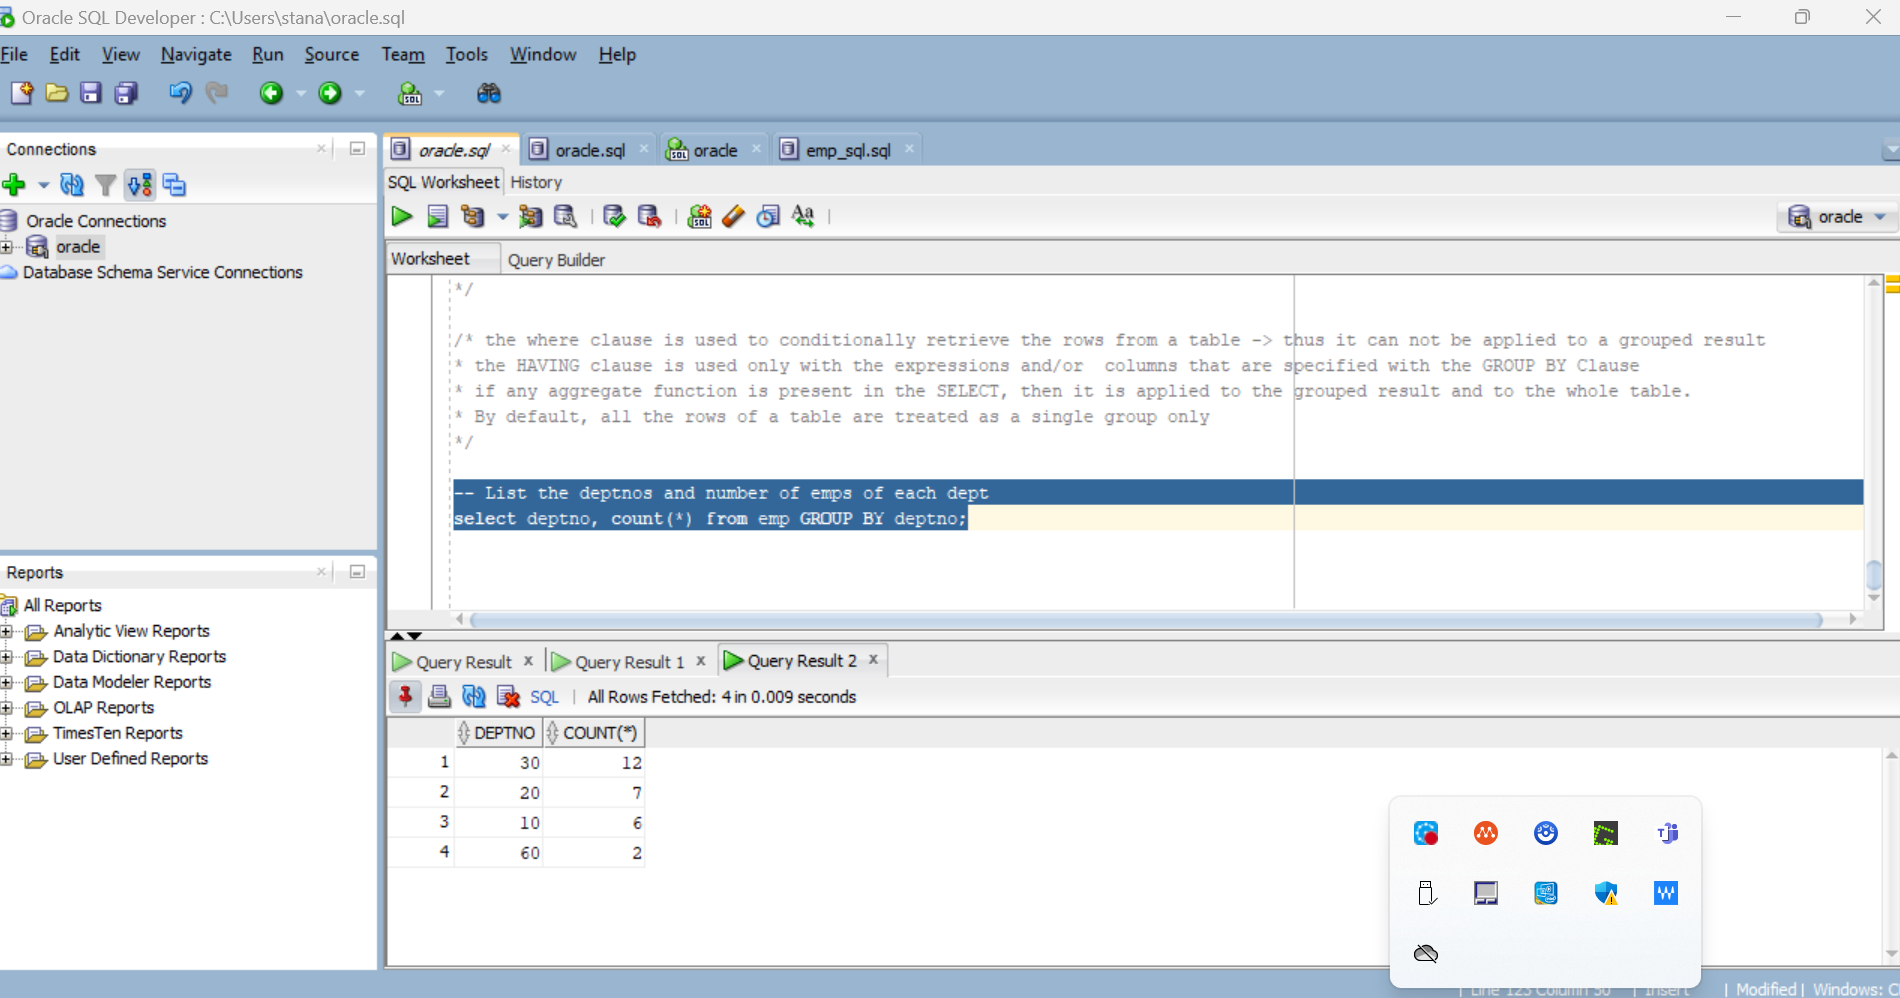 Oracle SQL Developer : C:\Users\stana\oracle.sql
File Edit View Navigate Run Source Team Tools Window Help
Connections
Oracle Connections
oracle
Database Schema Service Connections
Reports
All Reports
Analytic View Reports
Data Dictionary Reports
Data Modeler Reports
OLAP Reports
TimesTen Reports
User Defined Reports
oracle.sql oracle.sql oracle emp_sql.sql
SQL Worksheet History
oracle
Worksheet Query Builder
*/
/* the where clause is used to conditionally retrieve the rows from a table -> thus it can not be applied to a grouped result
* the HAVING clause is used only with the expressions and/or  columns that are specified with the GROUP BY Clause
* if any aggregate function is present in the SELECT, then it is applied to the grouped result and to the whole table.
* By default, all the rows of a table are treated as a single group only
*/
-- List the deptnos and number of emps of each dept
select deptno, count(*) from emp GROUP BY deptno;
Query Result Query Result 1 Query Result 2
SQL | All Rows Fetched: 4 in 0.009 seconds
DEPTNO COUNT(*)
1 30 12
2 20 7
3 10 6
4 60 2
| Line 123 Column 50 | Insert | Modified | Windows: C